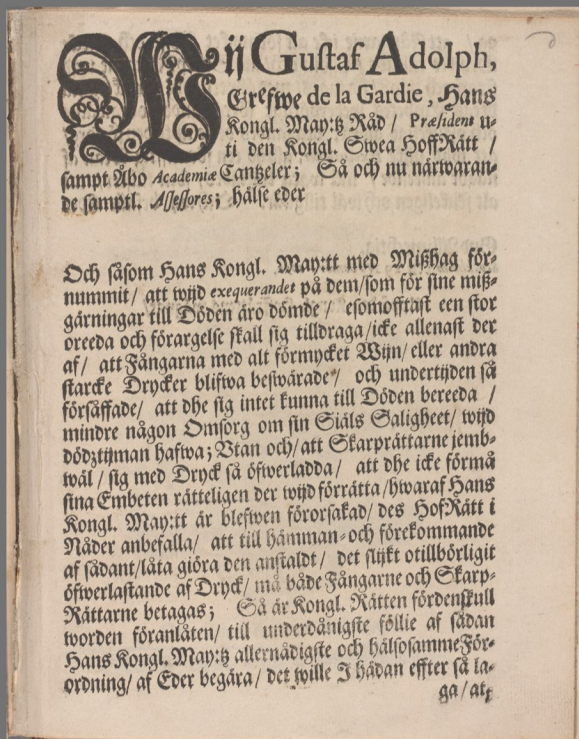 Wij Gustaf Adolph,
Grefwe de la Gardie, Hans
Kongl. May:tz Råd/ Præsident u-
ti den Kongl. Swea HoffRätt /
sampt Åbo Academiæ Cantzeler; Så och nu närwaran-
de samptl. Assessores; hälse eder
Och såsom Hans Kongl. May:tt med Mißhag för-
nummit/ att wijd exequerandet på dem/som för sine miß-
gärningar till Döden äro dömde / esomofftast een stor
oreeda och förargelse skall sig tilldraga/icke allenast der
af/ att Fångarna med alt förmycket Wijn/ eller andra
starcke Drycker blifwa beswärade/ och undertijden så
försäffade/ att dhe sig intet kunna till Döden bereeda /
mindre någon Omsorg om sin Siäls Saligheet/ wijd
dödztijman hafwa; Vtan och/att Skarprättarne jemb-
wäl / sig med Dryck så öfwerladda/ att dhe icke förmå
sina Embeten rätteligen der wijd förrätta/hwaraf Hans
Kongl. May:tt är blefwen förorsakad/ des HofRätt i
Nåder anbefalla/ att till hämman- och förekommande
af sådant/låta giöra den anstaldt/ det slijkt otillbörligit
öfwerlastande af Dryck/ må både Fångarne och Skarp-
Rättarne betagas; Så är Kongl. Rätten fördenskull
worden föranlåten/ till underdånigsteföllie af sådan
Hans Kongl. May:tz allernådigste och hälsosamme För-
ordning/ af Eder begära/ det wille I hädan effter så la-
ga/at,